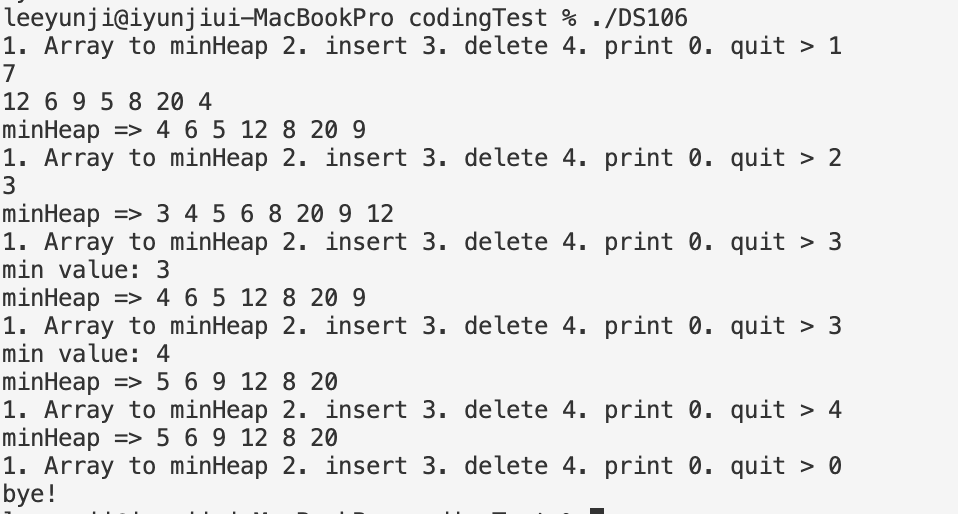 leeyunji@iyunjiui-MacBookPro codingTest % ./DS106
1. Array to minHeap 2. insert 3. delete 4. print 0. quit > 1
7
12 6 9 5 8 20 4
minHeap => 4 6 5 12 8 20 9
1. Array to minHeap 2. insert 3. delete 4. print 0. quit > 2
3
minHeap => 3 4 5 6 8 20 9 12
1. Array to minHeap 2. insert 3. delete 4. print 0. quit > 3
min value: 3
minHeap => 4 6 5 12 8 20 9
1. Array to minHeap 2. insert 3. delete 4. print 0. quit > 3
min value: 4
minHeap => 5 6 9 12 8 20
1. Array to minHeap 2. insert 3. delete 4. print 0. quit > 4
minHeap => 5 6 9 12 8 20
1. Array to minHeap 2. insert 3. delete 4. print 0. quit > 0
bye!